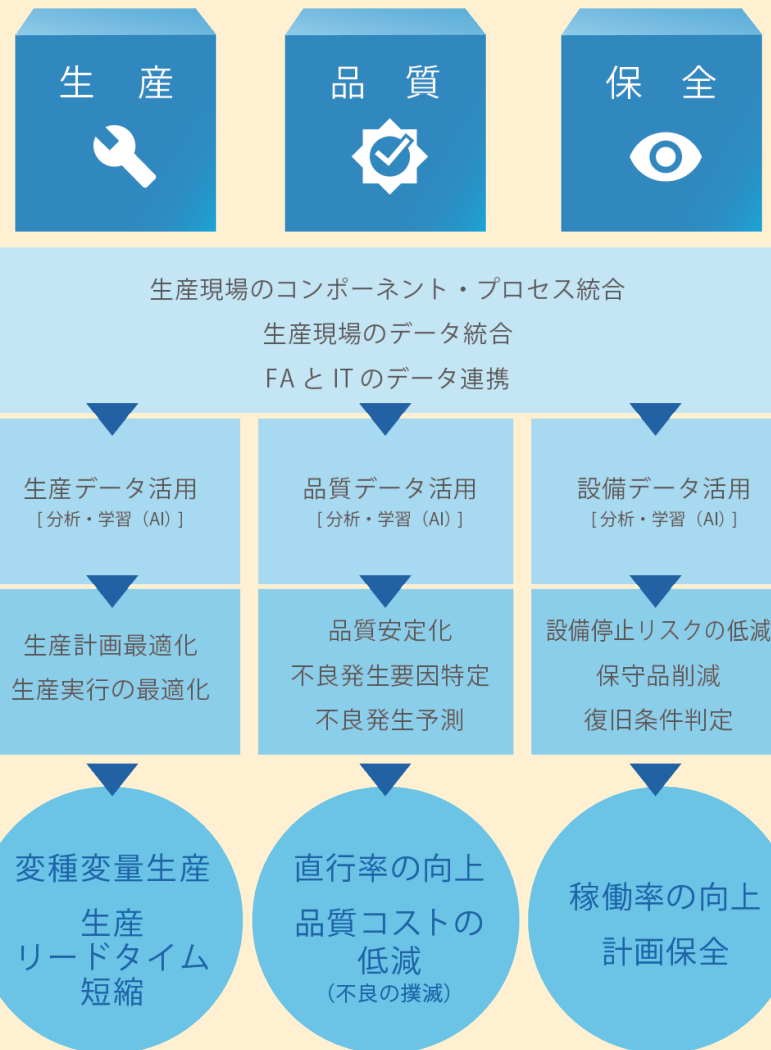 生産
品質
保全
生産現場のコンポーネント・プロセス統合
生産現場のデータ統合
FAとITのデータ連携
生産データ活用
[分析・学習（AI）]
品質データ活用
[分析・学習（AI）]
設備データ活用
[分析・学習（AI）]
生産計画最適化
生産実行の最適化
品質安定化
不良発生要因特定
不良発生予測
設備停止リスクの低減
保守品削減
復旧条件判定
変種変量生産
生産
リードタイム
短縮
直行率の向上
品質コストの
低減
（不良の撲滅）
稼働率の向上
計画保全